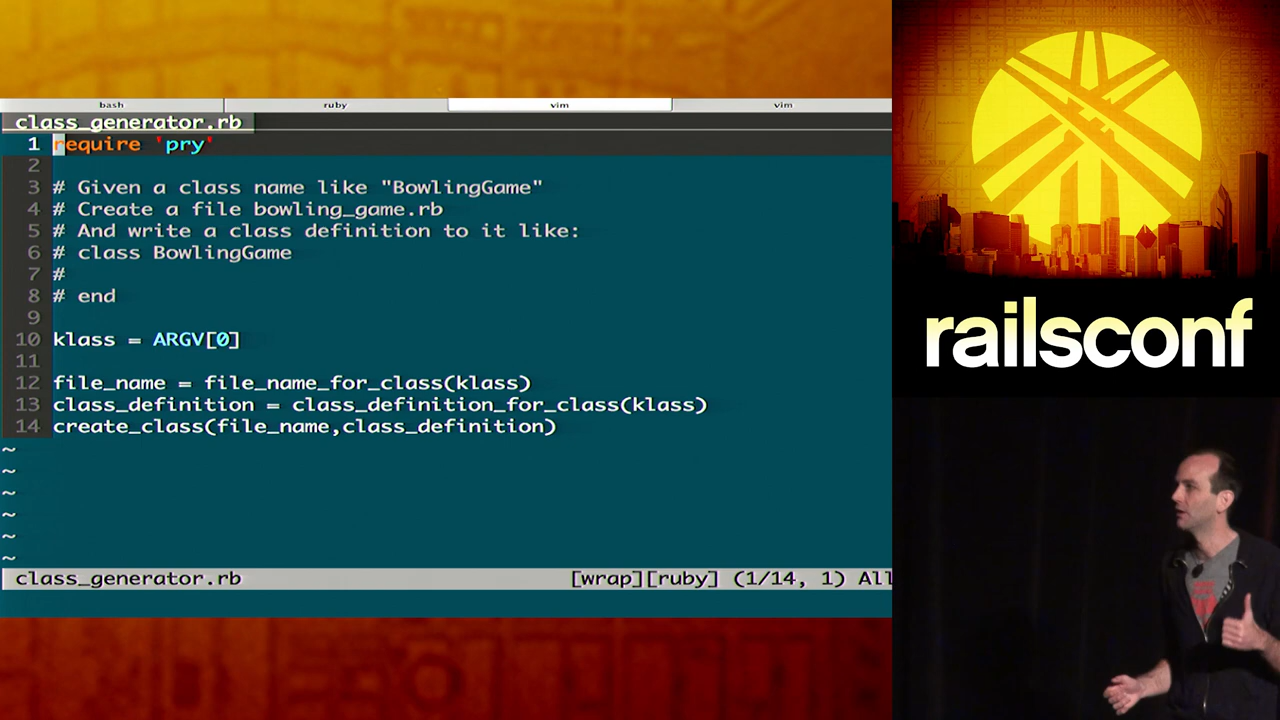 bash ruby vim vim
class_generator.rb
1 require 'pry'
2
3 # Given a class name like "BowlingGame"
4 # Create a file bowling_game.rb
5 # And write a class definition to it like:
6 # class BowlingGame
7 #
8 # end
9
10 klass = ARGV[0]
11
12 file_name = file_name_for_class(klass)
13 class_definition = class_definition_for_class(klass)
14 create_class(file_name,class_definition)
~
~
~
~
~
~
class_generator.rb [wrap][ruby] (1/14, 1) All
railsconf